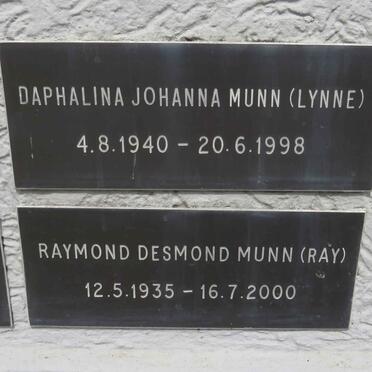 DAPHALINA JOHANNA MUNN (LYNNE)
4.8.1940 - 20.6.1998
RAYMOND DESMOND MUNN (RAY)
12.5.1935 - 16.7.2000